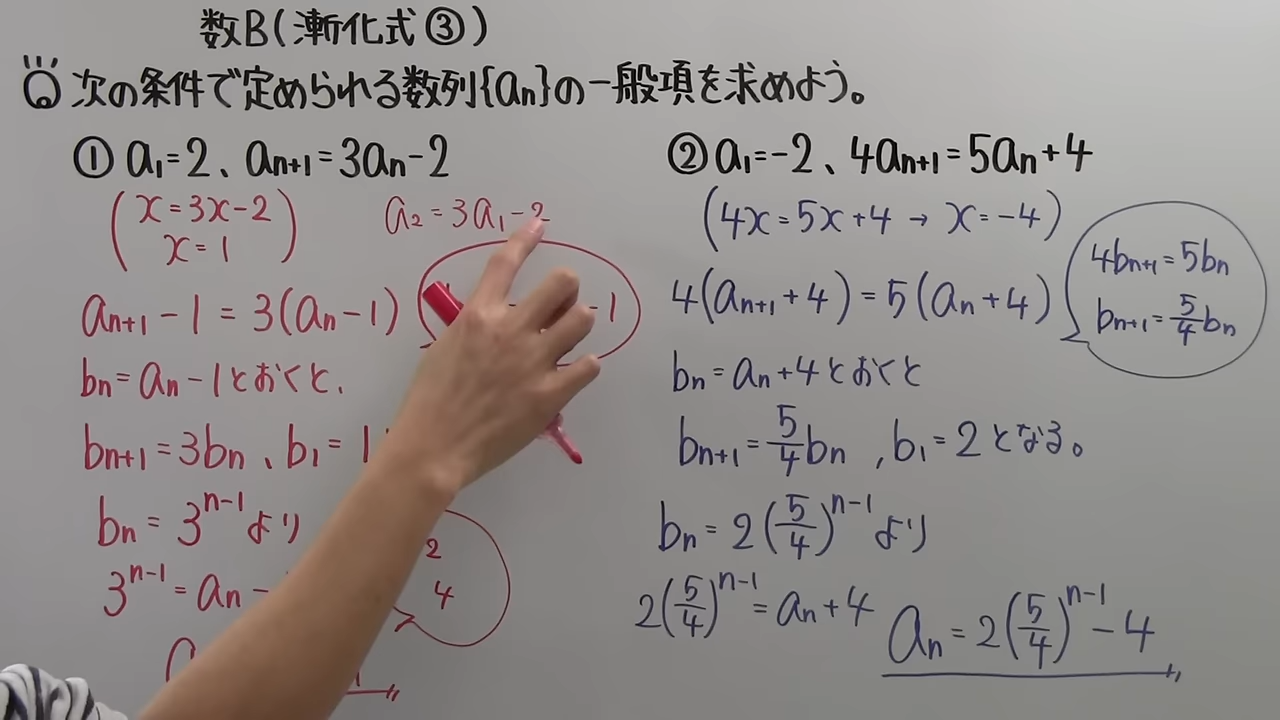 数B(漸化式③)
Q 次の条件で定められる数列{an}の一般項を求めよう。
① a₁=2、an+1=3an-2
(x=3x-2
x=1)
a₂=3a₁-2
an+1-1=3(an-1)
-1
bn=an-1とおくと、
bn+1=3bn、b₁=1
bn=3ⁿ⁻¹より
2
4
3ⁿ⁻¹=an-
② a₁=-2、4an+1=5an+4
(4x=5x+4→x=-4)
4(an+1+4)=5(an+4)
4bn+1=5bn
bn+1=5/4bn
bn=an+4とおくと
bn+1=5/4bn,b₁=2となる。
bn=2(5/4)ⁿ⁻¹より
2(5/4)ⁿ⁻¹=an+4
an=2(5/4)ⁿ⁻¹-4